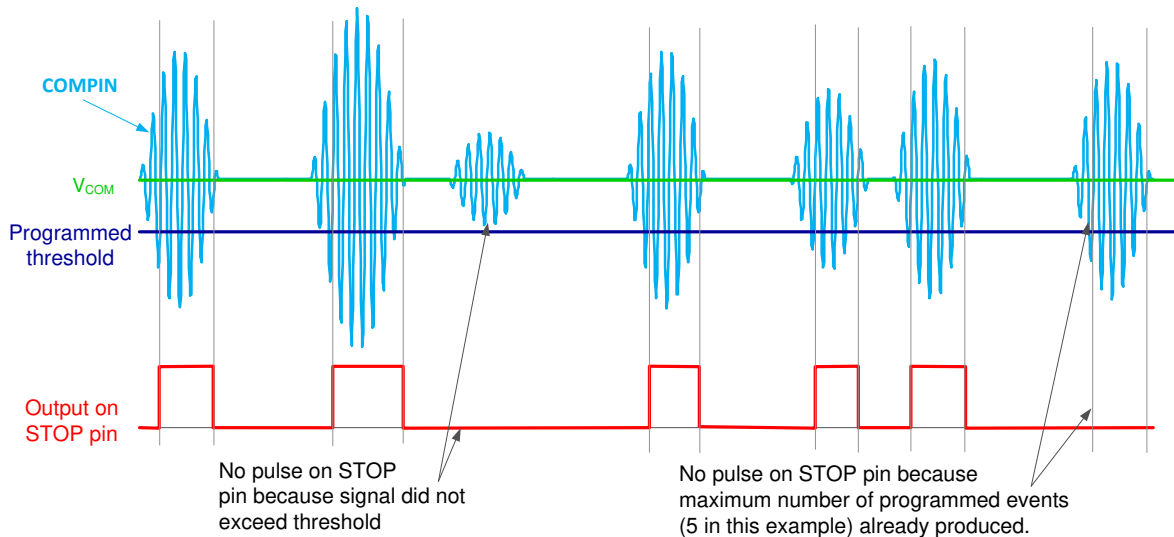 COMPIN
VCOM
Programmed
threshold
Output on
STOP pin
No pulse on STOP
pin because signal did not
exceed threshold
No pulse on STOP pin because
maximum number of programmed events
(5 in this example) already produced.